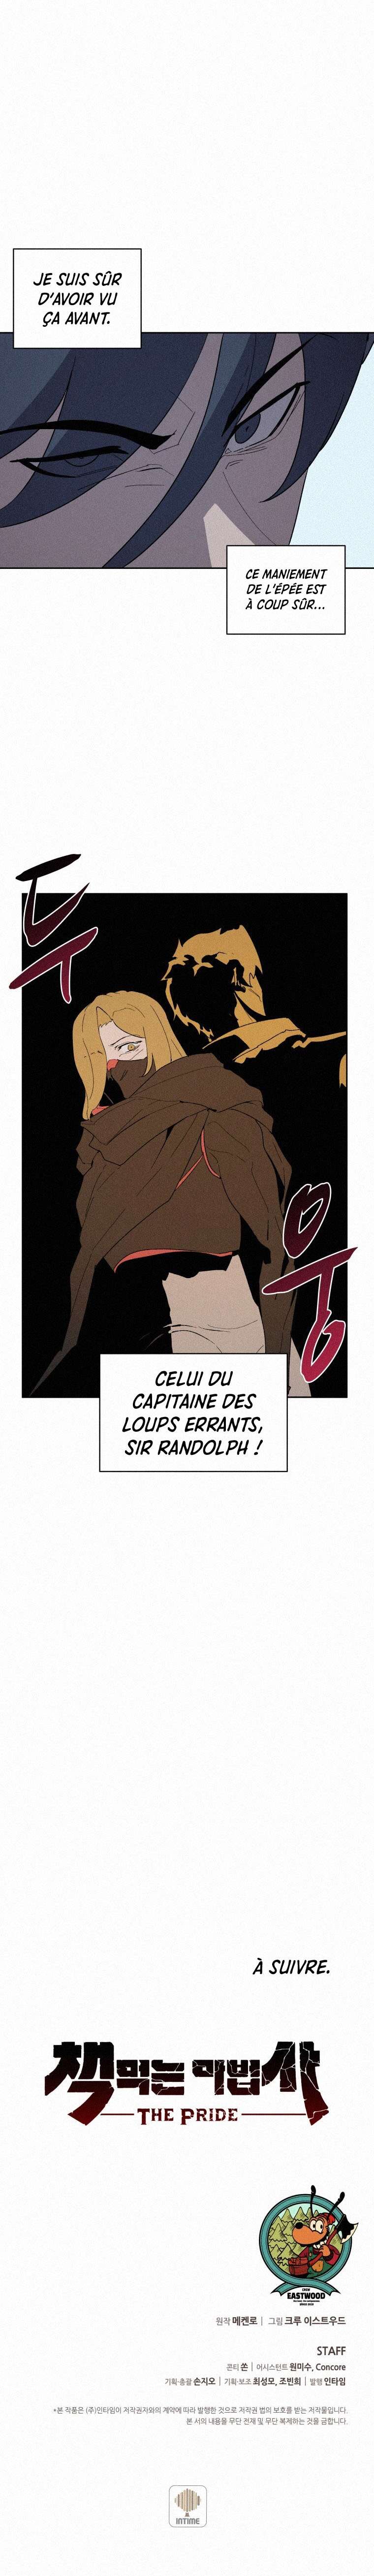 JE SUIS SÛR
D'AVOIR VU
ÇA AVANT.
CE MANIEMENT
DE L'ÉPÉE EST
À COUP SÛR...
두
웅
CELUI DU
CAPITAINE DES
LOUPS ERRANTS,
SIR RANDOLPH !
À SUIVRE.
책 먹는 마법사
THE PRIDE
CREW
EASTWOOD
원작 메켄로 | 그림 크루 이스트우드
STAFF
콘티 쏜 | 어시스턴트 원미수, Concore
기획·총괄 손지오 | 기획·보조 최성모, 조빈희 | 발행 인타임
*본 작품은 (주)인타임이 저작권자와의 계약에 따라 발행한 것으로 저작권 법의 보호를 받는 저작물입니다.
본 서의 내용을 무단 전재 및 무단 복제하는 것을 금합니다.
INTIME